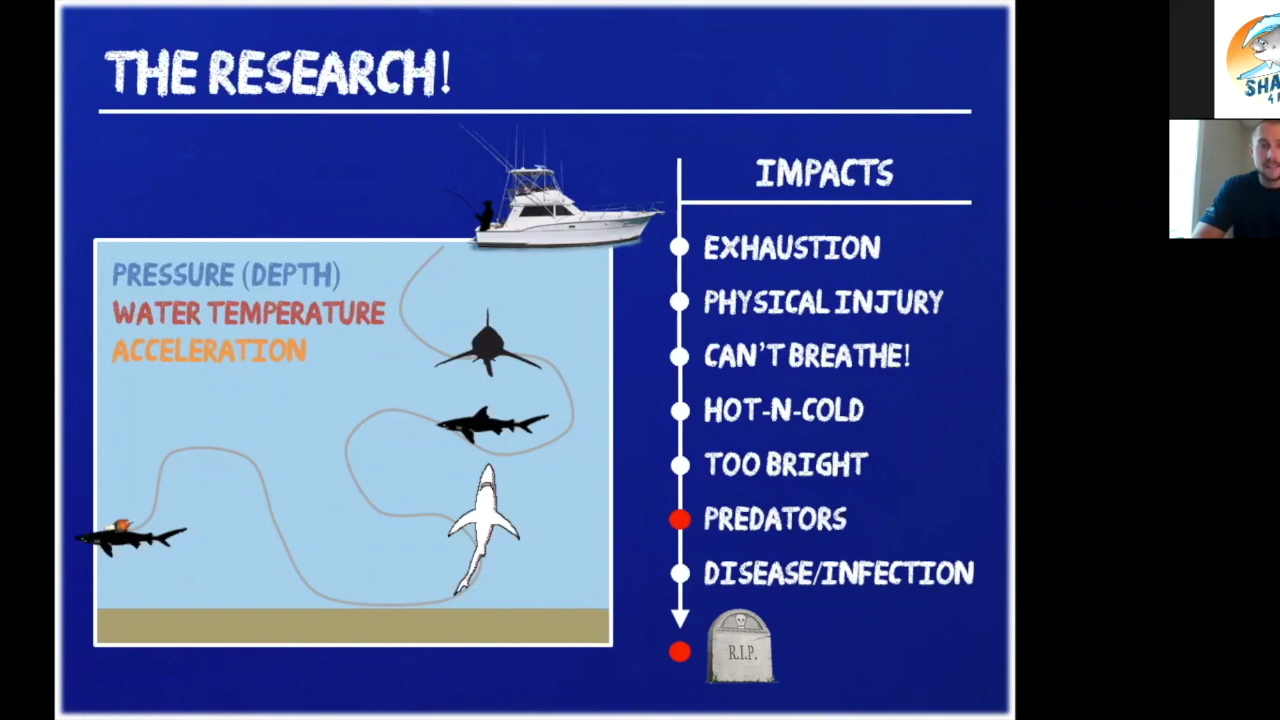 THE RESEARCH!
IMPACTS
PRESSURE (DEPTH)
WATER TEMPERATURE
ACCELERATION
EXHAUSTION
PHYSICAL INJURY
CAN'T BREATHE!
HOT-N-COLD
TOO BRIGHT
PREDATORS
DISEASE/INFECTION
R.I.P.